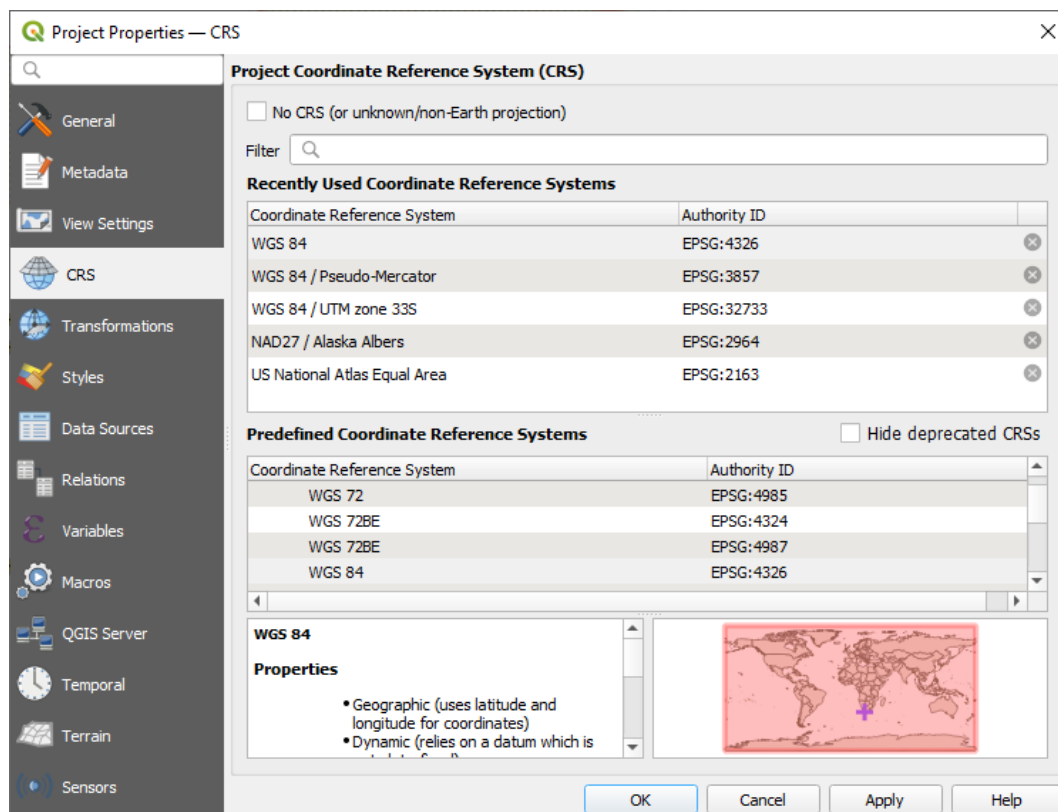 Project Properties — CRS
Project Coordinate Reference System (CRS)
General
Metadata
View Settings
CRS
Transformations
Styles
Data Sources
Relations
Variables
Macros
QGIS Server
Temporal
Terrain
Sensors
No CRS (or unknown/non-Earth projection)
Filter
Recently Used Coordinate Reference Systems
Coordinate Reference System Authority ID
WGS 84 EPSG:4326
WGS 84 / Pseudo-Mercator EPSG:3857
WGS 84 / UTM zone 33S EPSG:32733
NAD27 / Alaska Albers EPSG:2964
US National Atlas Equal Area EPSG:2163
Predefined Coordinate Reference Systems Hide deprecated CRSs
Coordinate Reference System Authority ID
WGS 72 EPSG:4985
WGS 72BE EPSG:4324
WGS 72BE EPSG:4987
WGS 84 EPSG:4326
WGS 84
Properties
• Geographic (uses latitude and
longitude for coordinates)
• Dynamic (relies on a datum which is
OK Cancel Apply Help